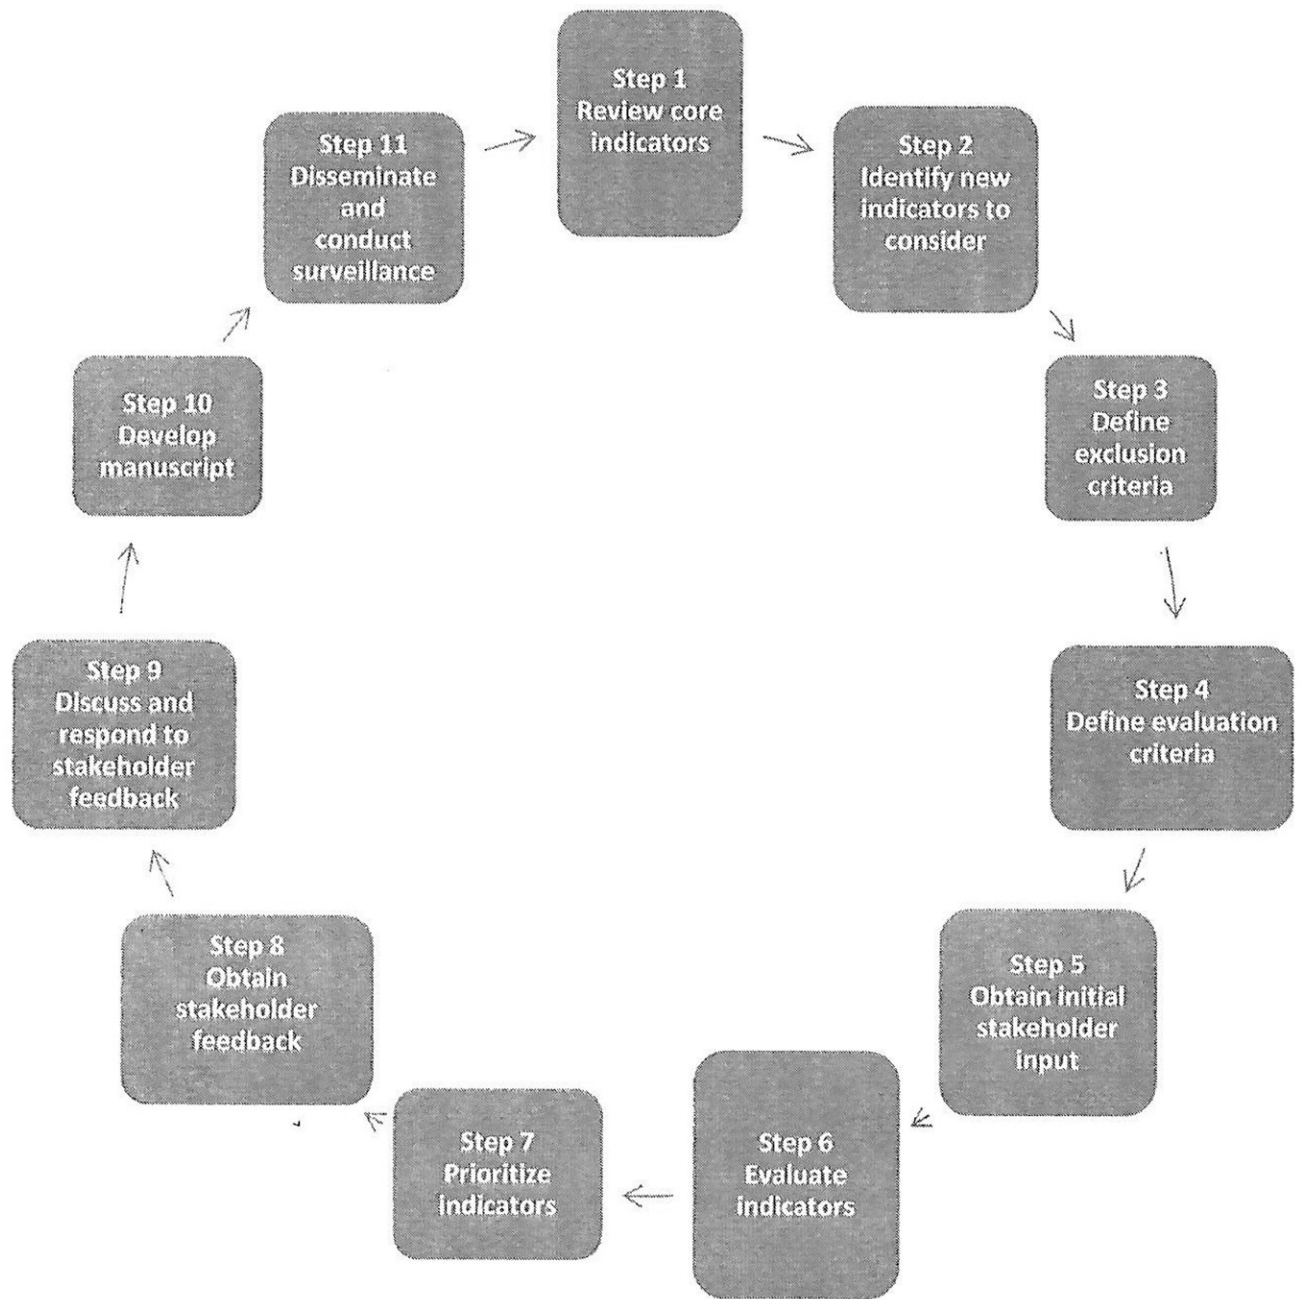 Step 1
Review core
indicators
Step 2
Identify new
indicators to
consider
Step 3
Define
exclusion
criteria
Step 4
Define evaluation
criteria
Step 5
Obtain initial
stakeholder
input
Step 6
Evaluate
indicators
Step 7
Prioritize
indicators
Step 8
Obtain
stakeholder
feedback
Step 9
Discuss and
respond to
stakeholder
feedback
Step 10
Develop
manuscript
Step 11
Disseminate
and
conduct
surveillance